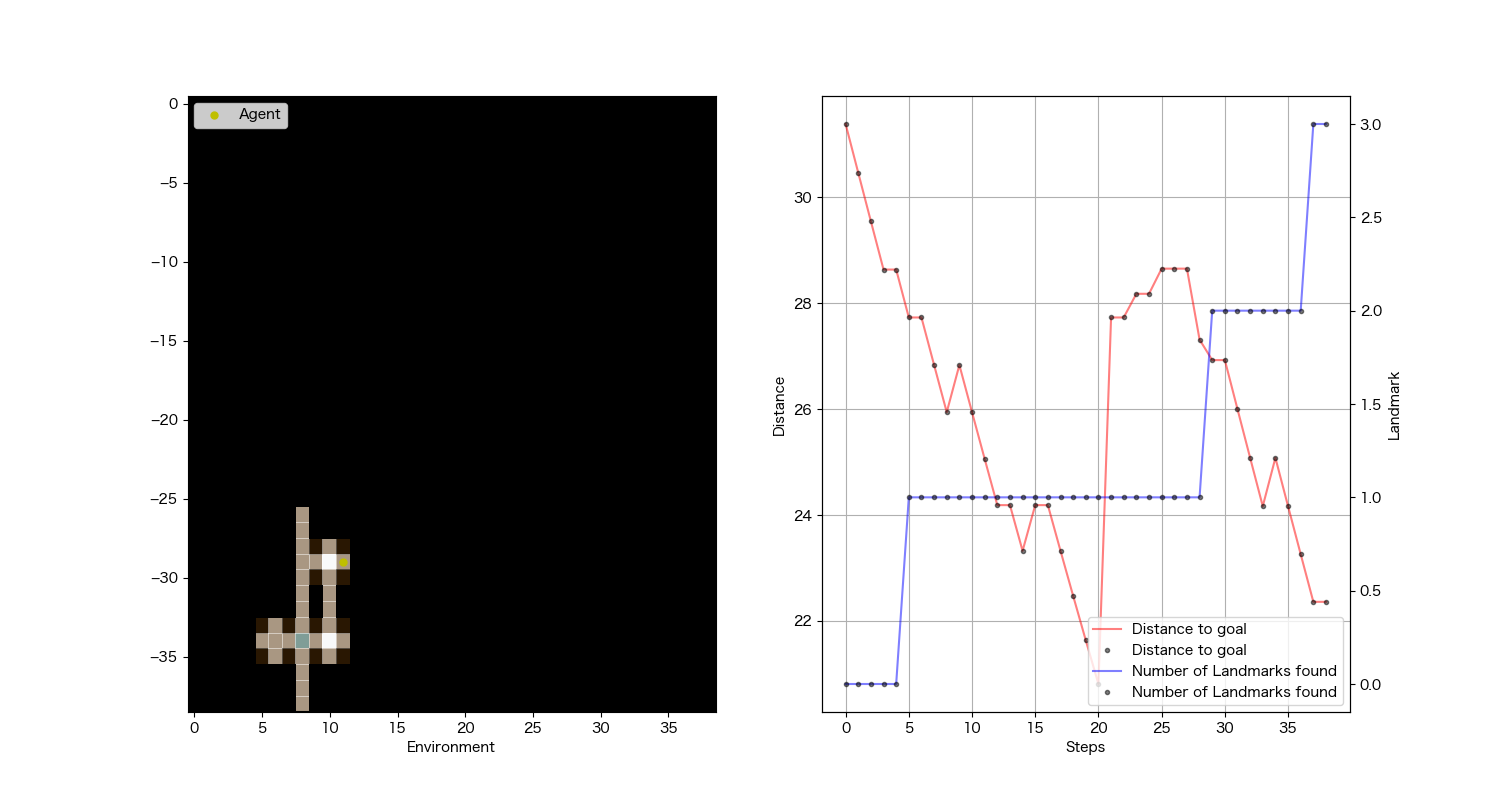 Agent
0
−5
−10
−15
−20
−25
−30
−35
0 5 10 15 20 25 30 35
Environment
Distance
30
28
26
24
22
0 5 10 15 20 25 30 35
Steps
3.0
2.5
2.0
1.5
1.0
0.5
0.0
Landmark
Distance to goal
Distance to goal
Number of Landmarks found
Number of Landmarks found